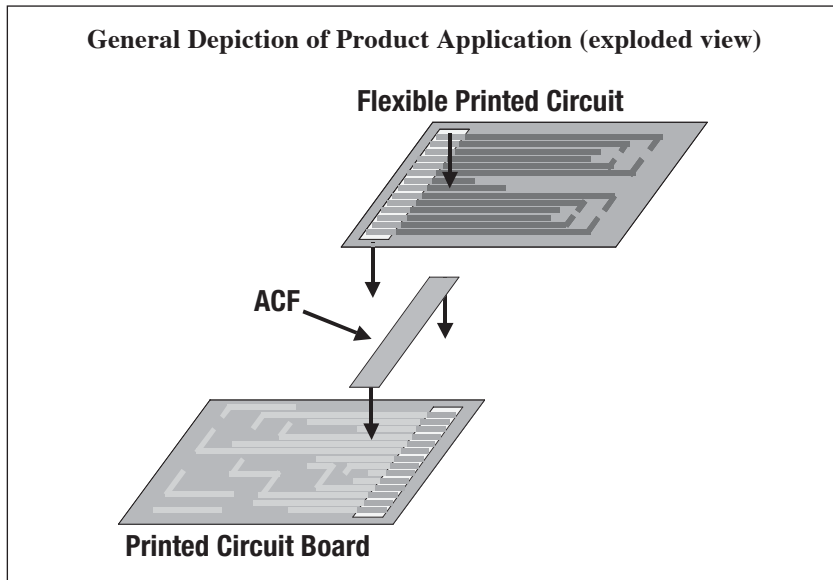 General Depiction of Product Application (exploded view)
Flexible Printed Circuit
ACF
Printed Circuit Board